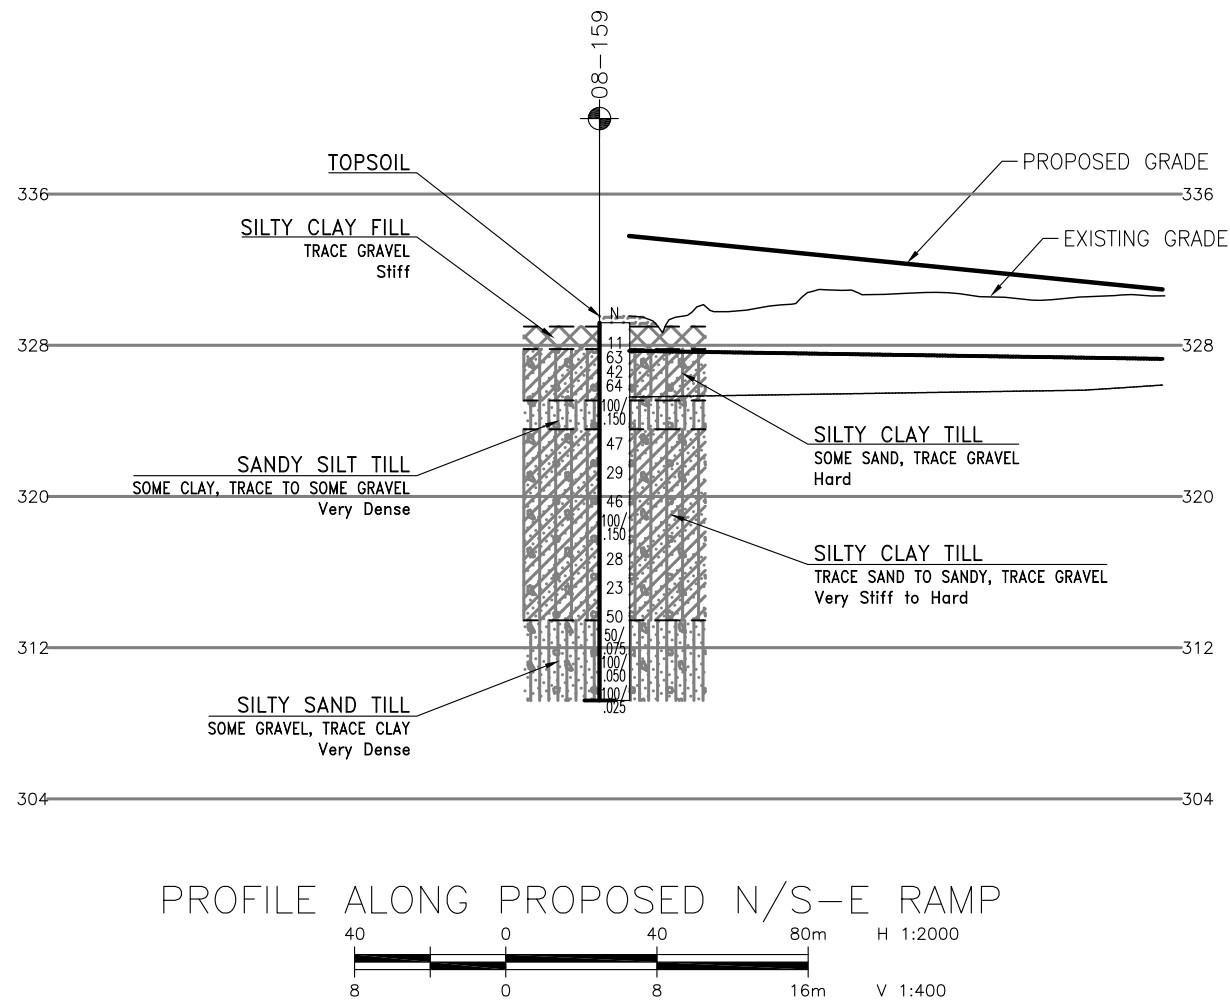 08-159
TOPSOIL
PROPOSED GRADE
336
336
SILTY CLAY FILL
TRACE GRAVEL
Stiff
EXISTING GRADE
N
328
328
11
63
42
64
100/
.150
47
29
46
100/
.150
28
23
50
50/
.075
100/
.050
100/
.025
SILTY CLAY TILL
SOME SAND, TRACE GRAVEL
Hard
SANDY SILT TILL
SOME CLAY, TRACE TO SOME GRAVEL
Very Dense
320
320
SILTY CLAY TILL
TRACE SAND TO SANDY, TRACE GRAVEL
Very Stiff to Hard
312
312
SILTY SAND TILL
SOME GRAVEL, TRACE CLAY
Very Dense
304
304
PROFILE ALONG PROPOSED N/S-E RAMP
40 0 40 80m H 1:2000
8 0 8 16m V 1:400